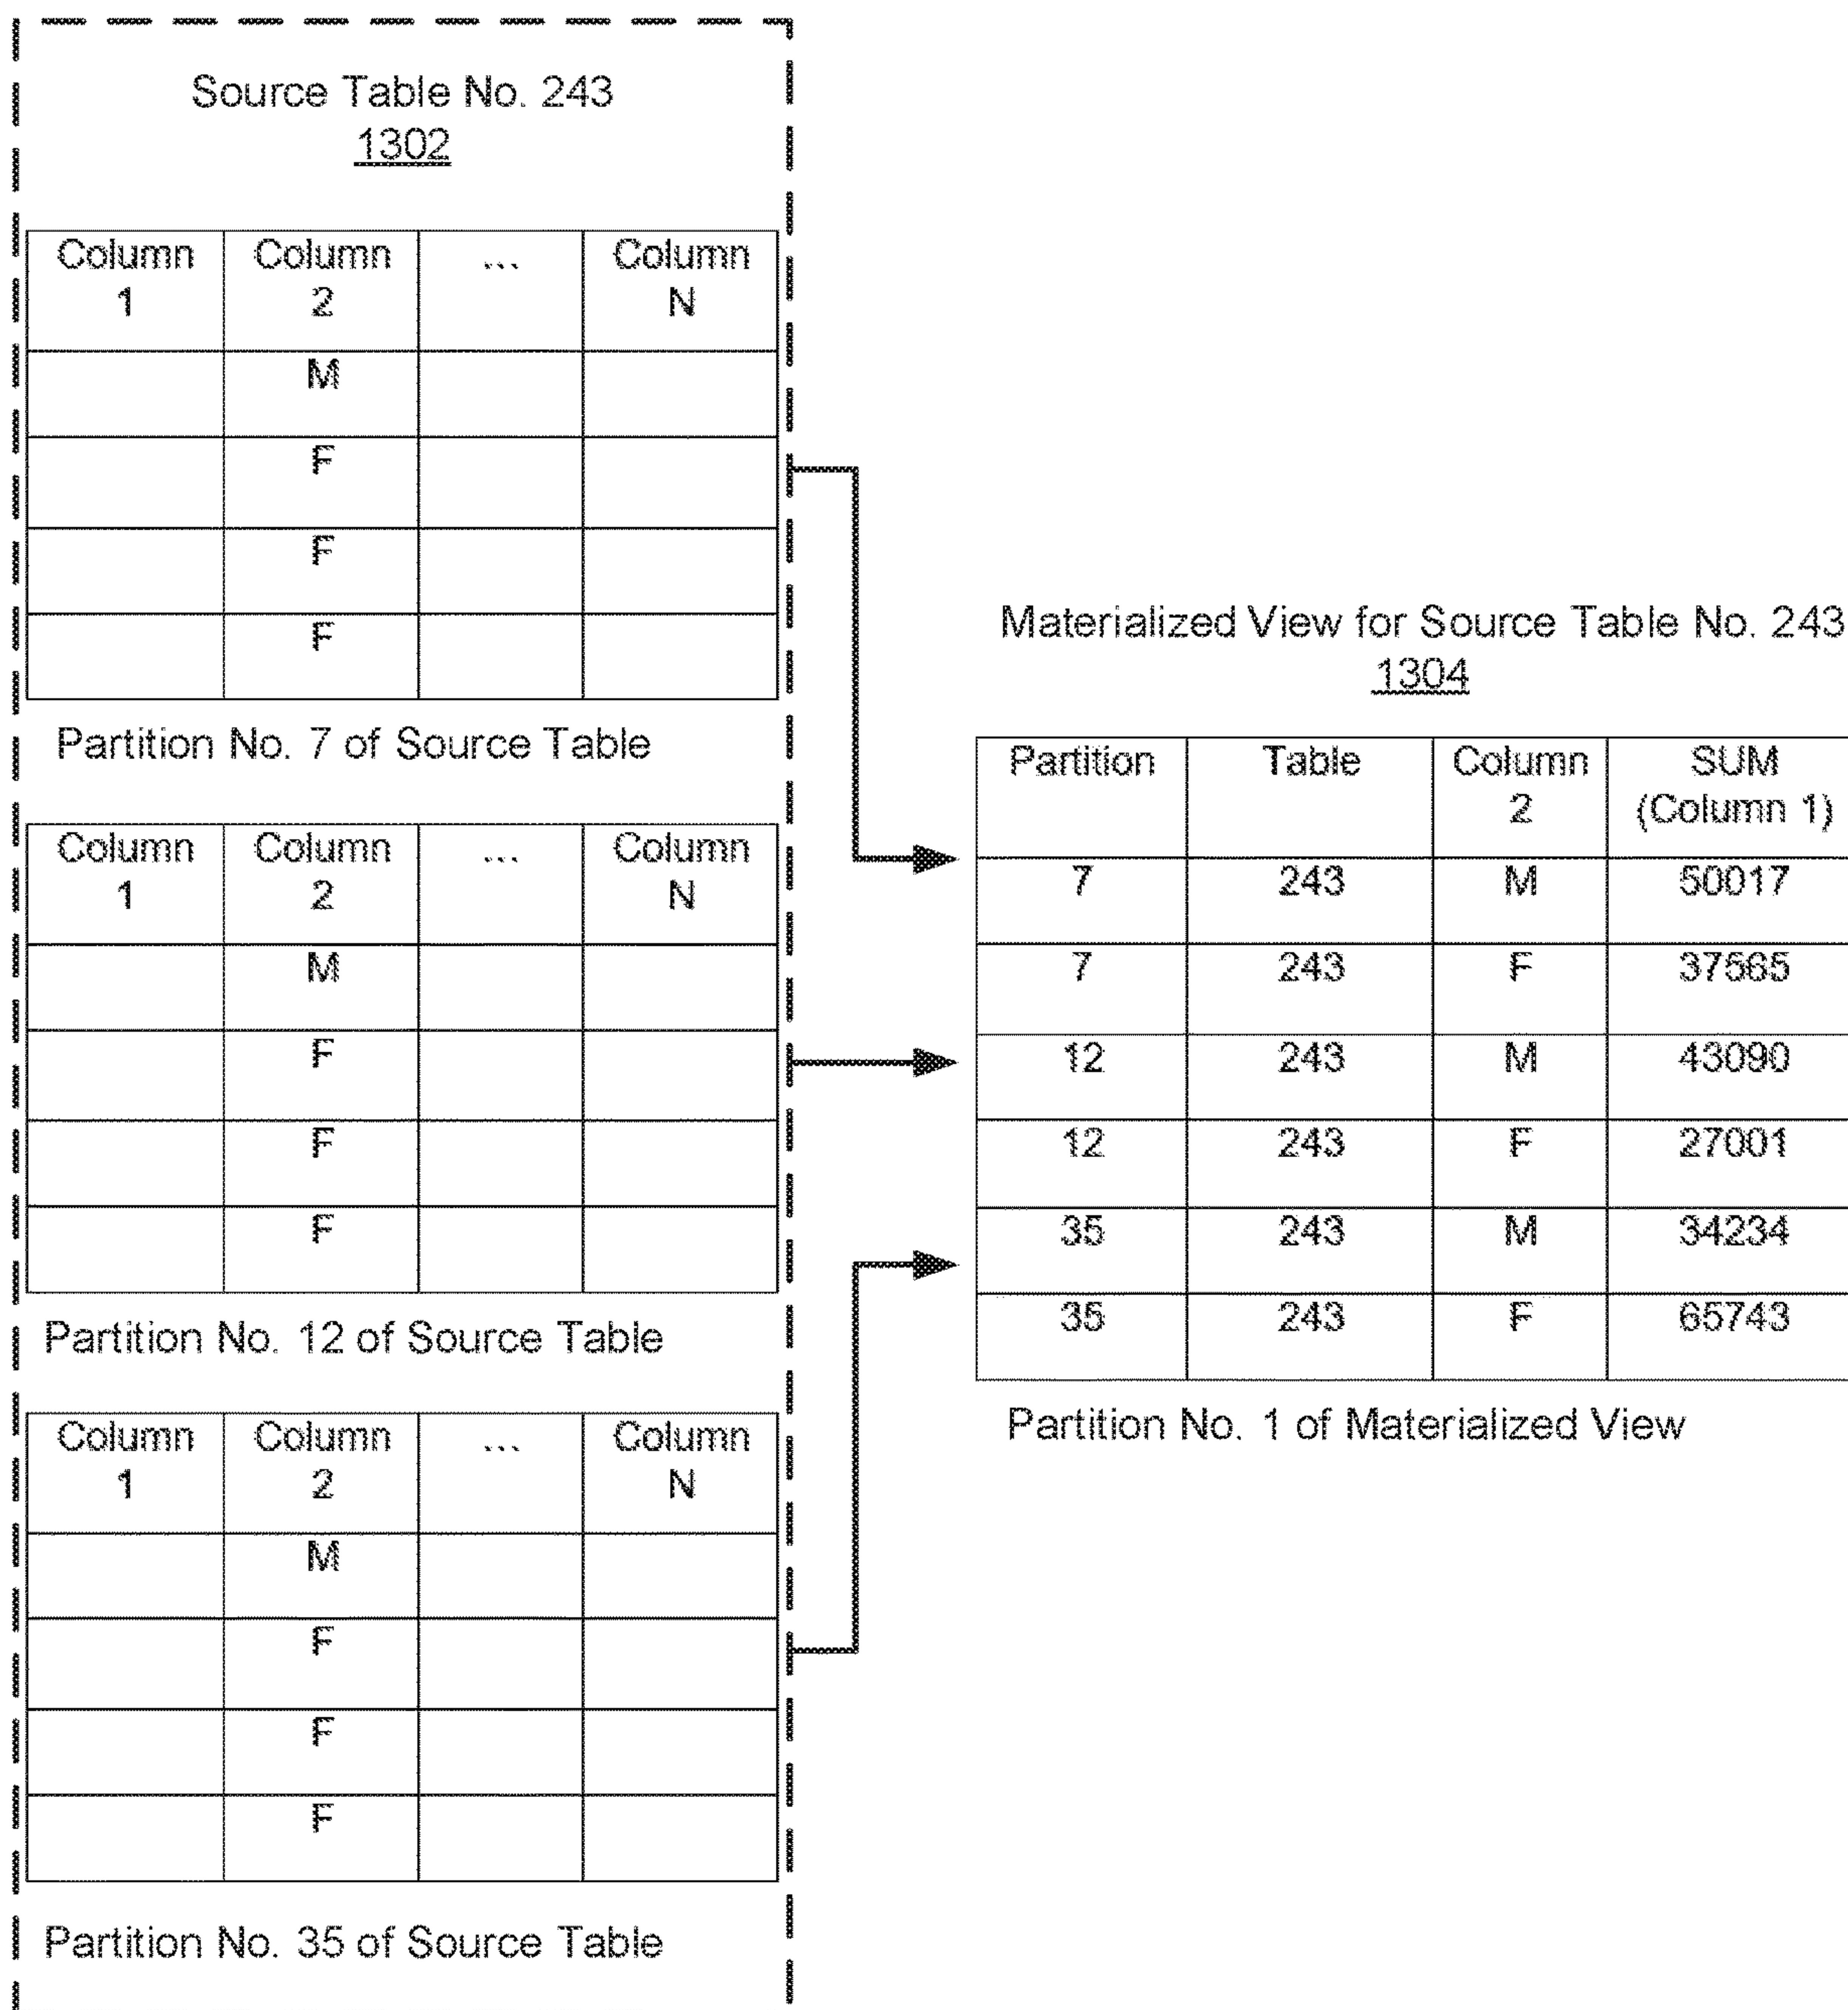 Source Table No. 243
1302
Column 1 Column 2 ... Column N
M
F
F
F
Partition No. 7 of Source Table
Column 1 Column 2 ... Column N
M
F
F
F
Partition No. 12 of Source Table
Column 1 Column 2 ... Column N
M
F
F
F
Partition No. 35 of Source Table
Materialized View for Source Table No. 243
1304
Partition Table Column 2 SUM (Column 1)
7 243 M 50017
7 243 F 37565
12 243 M 43090
12 243 F 27001
35 243 M 34234
35 243 F 65743
Partition No. 1 of Materialized View